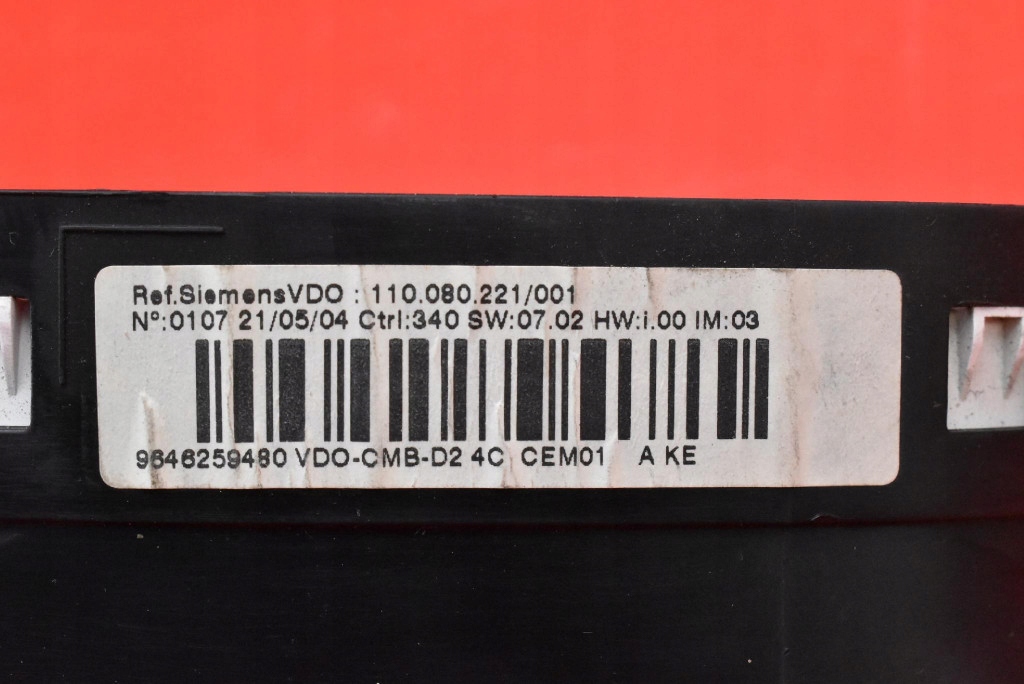 Ref.SiemensVDO : 110.080.221/001
Nº:0107 21/05/04 Ctrl:340 SW:07.02 HW:i.00 IM:03
9646259480 VDO-CMB-D2 4C CEM01 A KE